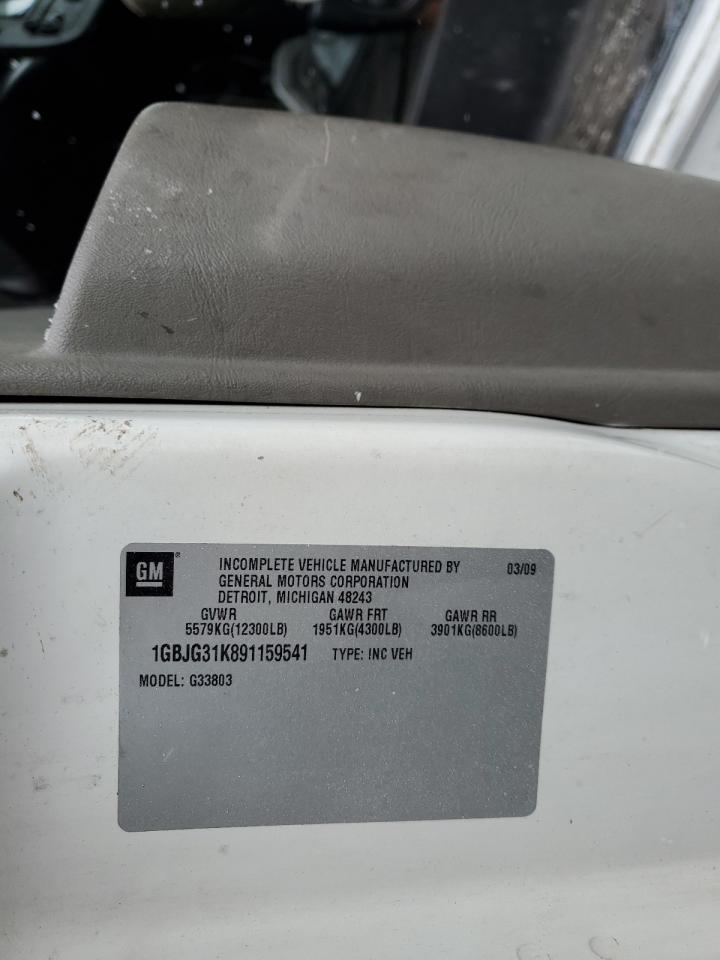 GM ® INCOMPLETE VEHICLE MANUFACTURED BY 03/09
GENERAL MOTORS CORPORATION
DETROIT, MICHIGAN 48243
GVWR GAWR FRT GAWR RR
5579KG(12300LB) 1951KG(4300LB) 3901KG(8600LB)
1GBJG31K891159541 TYPE: INC VEH
MODEL: G33803